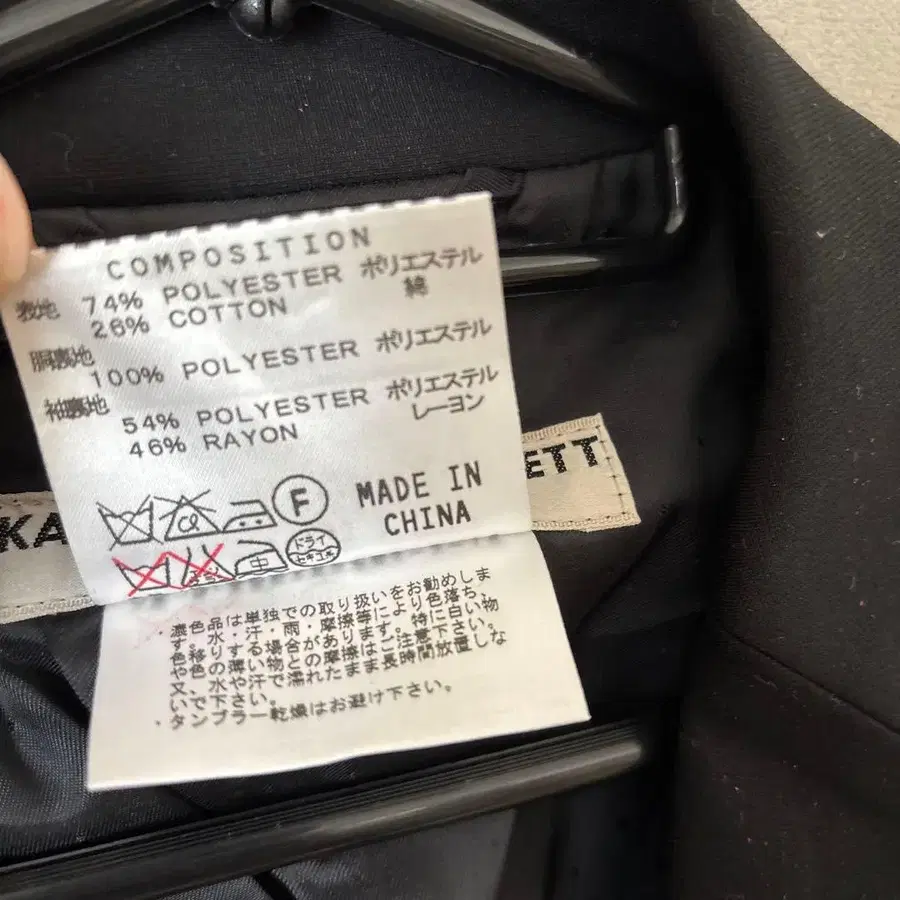 COMPOSITION
表地 74% POLYESTER ポリエステル
26% COTTON 綿
胴裏地
100% POLYESTER ポリエステル
袖裏地
54% POLYESTER ポリエステル
46% RAYON レーヨン
F
MADE IN
CHINA
中
ドライ
セキユ系
KA
ETT
・濃色品は単独での取り扱いをお勧めしま
す。水・汗・雨・摩擦等により色落ち、
色移りする場合があります。特に白い物
や色の薄い物との摩擦はご注意下さい。
又、水や汗で濡れたまま長時間放置しな
いで下さい。
・タンブラー乾燥はお避け下さい。